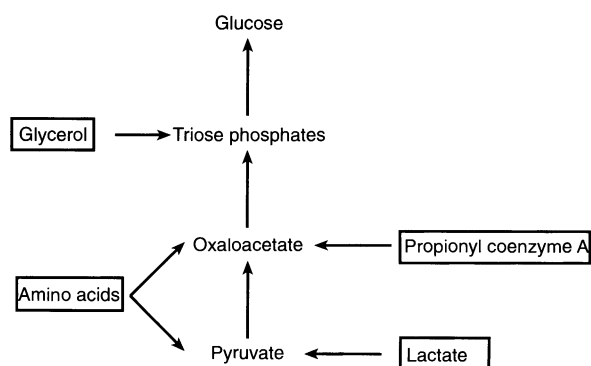 Glucose
Glycerol
Triose phosphates
Oxaloacetate
Propionyl coenzyme A
Amino acids
Pyruvate
Lactate